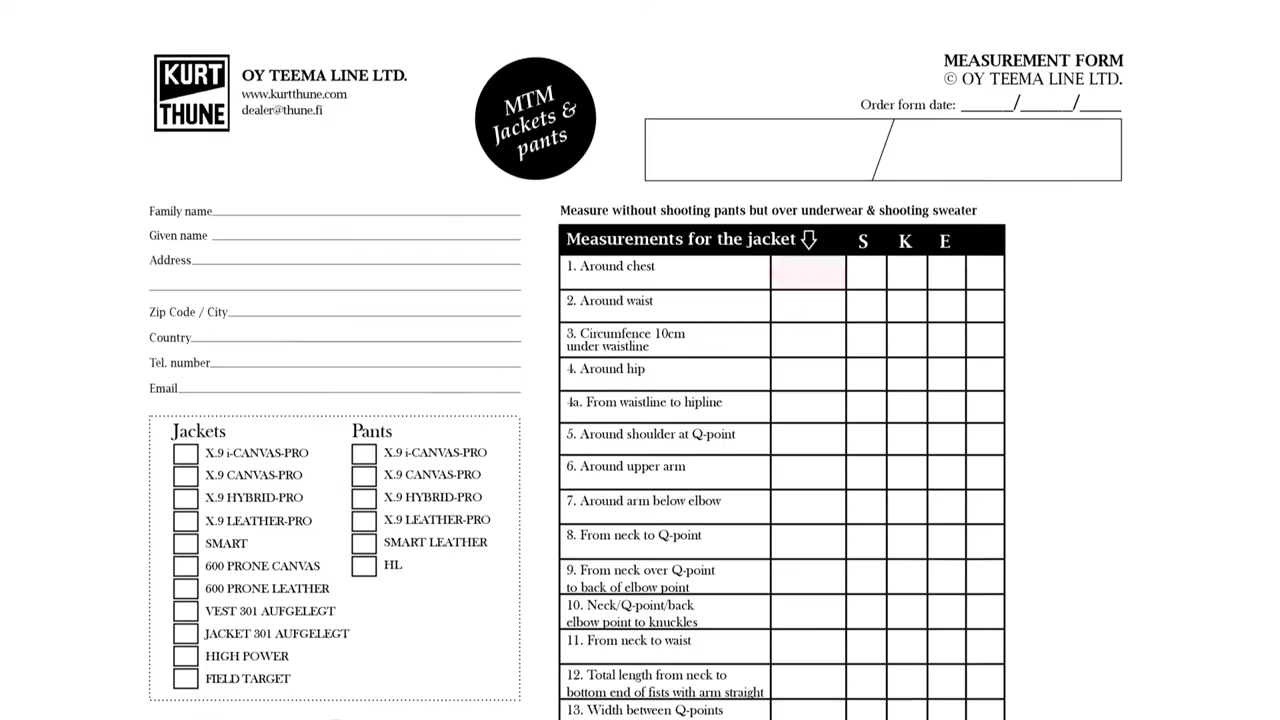 KURT
THUNE
OY TEEMA LINE LTD.
www.kurtthune.com
dealer@thune.fi
MTM
Jackets &
pants
MEASUREMENT FORM
© OY TEEMA LINE LTD.
Order form date: ______/______/_____
Family name
Given name
Address
Zip Code / City
Country
Tel. number
Email
Jackets
X.9 i-CANVAS-PRO
X.9 CANVAS-PRO
X.9 HYBRID-PRO
X.9 LEATHER-PRO
SMART
600 PRONE CANVAS
600 PRONE LEATHER
VEST 301 AUFGELEGT
JACKET 301 AUFGELEGT
HIGH POWER
FIELD TARGET
Pants
X.9 i-CANVAS-PRO
X.9 CANVAS-PRO
X.9 HYBRID-PRO
X.9 LEATHER-PRO
SMART LEATHER
HL
Measure without shooting pants but over underwear & shooting sweater
Measurements for the jacket S K E
1. Around chest
2. Around waist
3. Circumfence 10cm
under waistline
4. Around hip
4a. From waistline to hipline
5. Around shoulder at Q-point
6. Around upper arm
7. Around arm below elbow
8. From neck to Q-point
9. From neck over Q-point
to back of elbow point
10. Neck/Q-point/back
elbow point to knuckles
11. From neck to waist
12. Total length from neck to
bottom end of fists with arm straight
13. Width between Q-points